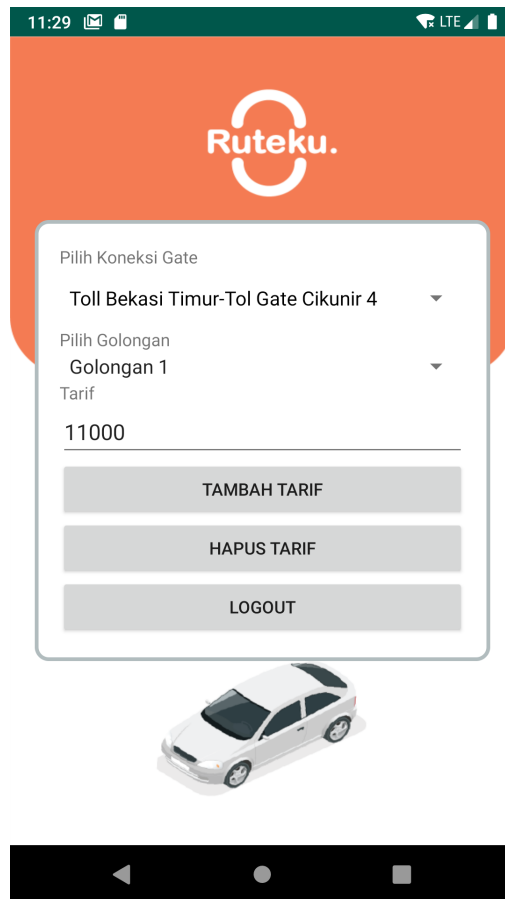 11:29
LTE
Ruteku.
Pilih Koneksi Gate
Toll Bekasi Timur-Tol Gate Cikunir 4
Pilih Golongan
Golongan 1
Tarif
11000
TAMBAH TARIF
HAPUS TARIF
LOGOUT